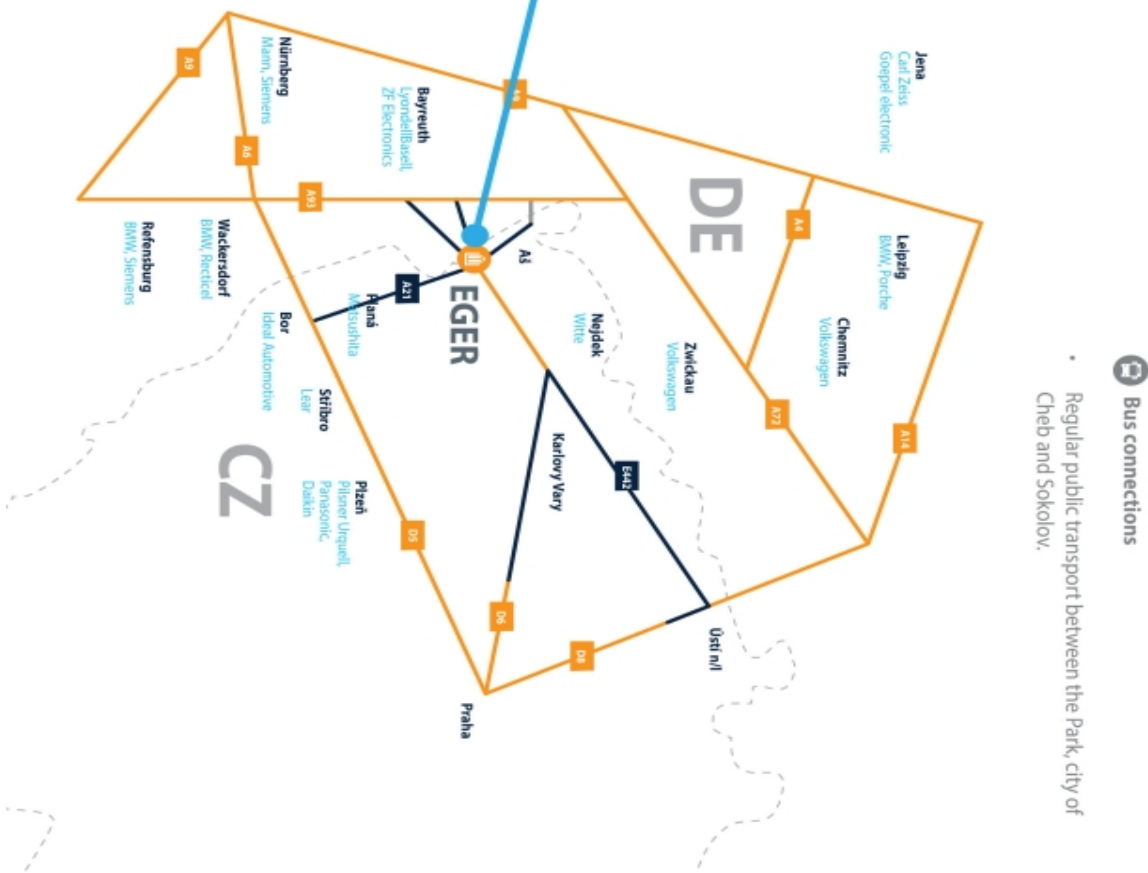 Bus connections
• Regular public transport between the Park, city of
Cheb and Sokolov.
Jena
Carl Zeiss
Goepel electronic
Leipzig
BMW, Porche
A14
Chemnitz
Volkswagen
A4
A72
DE
Zwickau
Volkswagen
Ústí n/l
E442
Nejdek
Witte
D8
Karlovy Vary
Aš
A9
D6
EGER
Praha
Bayreuth
LyondellBasell,
ZF Electronics
A21
D5
Planá
Matsushita
Plzeň
Pilsner Urquell,
Panasonic,
Daikin
Stříbro
Lear
A93
Nürnberg
Mann, Siemens
Bor
Ideal Automotive
A6
CZ
Wackersdorf
BMW, Recticel
A9
Refensburg
BMW, Siemens